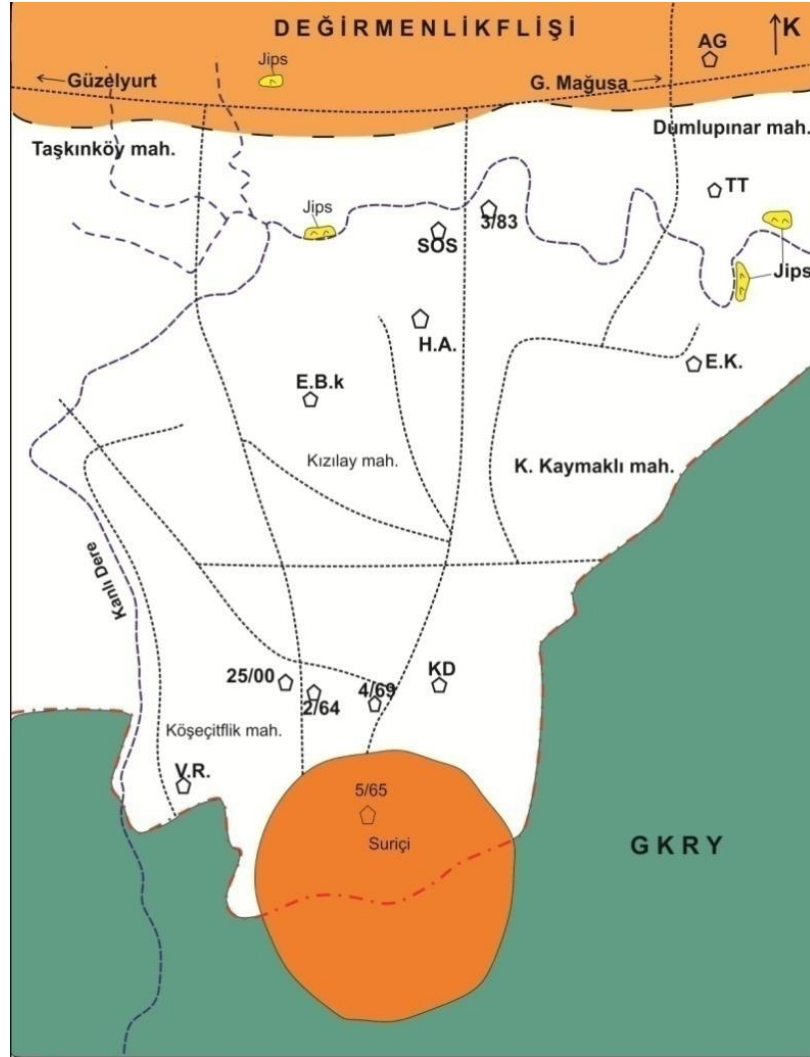 DEĞİRMENLİKFLİŞİ
K
AG
Jips
Güzelyurt
G. Mağusa
Dumlupınar mah.
Taşkınköy mah.
TT
Jips
3/83
SOS
Jips
H.A.
E.K.
E.B.k
Kızılay mah.
K. Kaymaklı mah.
Kanlı Dere
25/00
2/64
4/69
KD
Köşeçitflik mah.
V.R.
5/65
Suriçi
GKRY